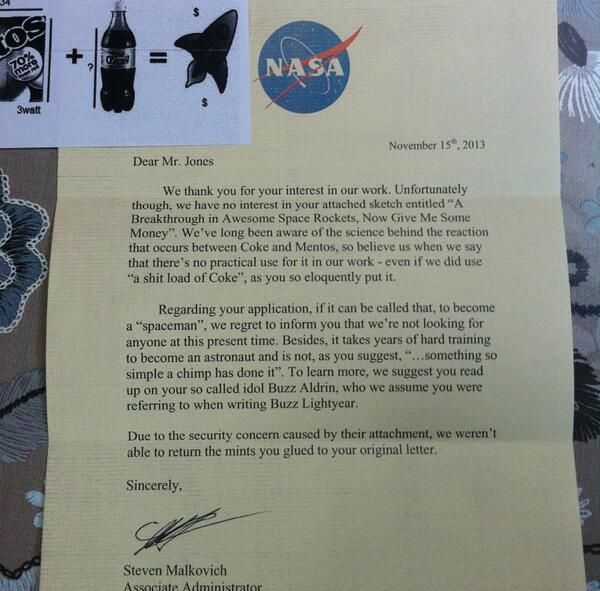 34
OS
70%
more
+
?
=
$
$
3watt
NASA
November 15th, 2013
Dear Mr. Jones
We thank you for your interest in our work. Unfortunately
though, we have no interest in your attached sketch entitled “A
Breakthrough in Awesome Space Rockets, Now Give Me Some
Money”. We’ve long been aware of the science behind the reaction
that occurs between Coke and Mentos, so believe us when we say
that there’s no practical use for it in our work - even if we did use
“a shit load of Coke”, as you so eloquently put it.
Regarding your application, if it can be called that, to become
a “spaceman”, we regret to inform you that we’re not looking for
anyone at this present time. Besides, it takes years of hard training
to become an astronaut and is not, as you suggest, “…something so
simple a chimp has done it”. To learn more, we suggest you read
up on your so called idol Buzz Aldrin, who we assume you were
referring to when writing Buzz Lightyear.
Due to the security concern caused by their attachment, we weren’t
able to return the mints you glued to your original letter.
Sincerely,
Steven Malkovich
Associate Administrator